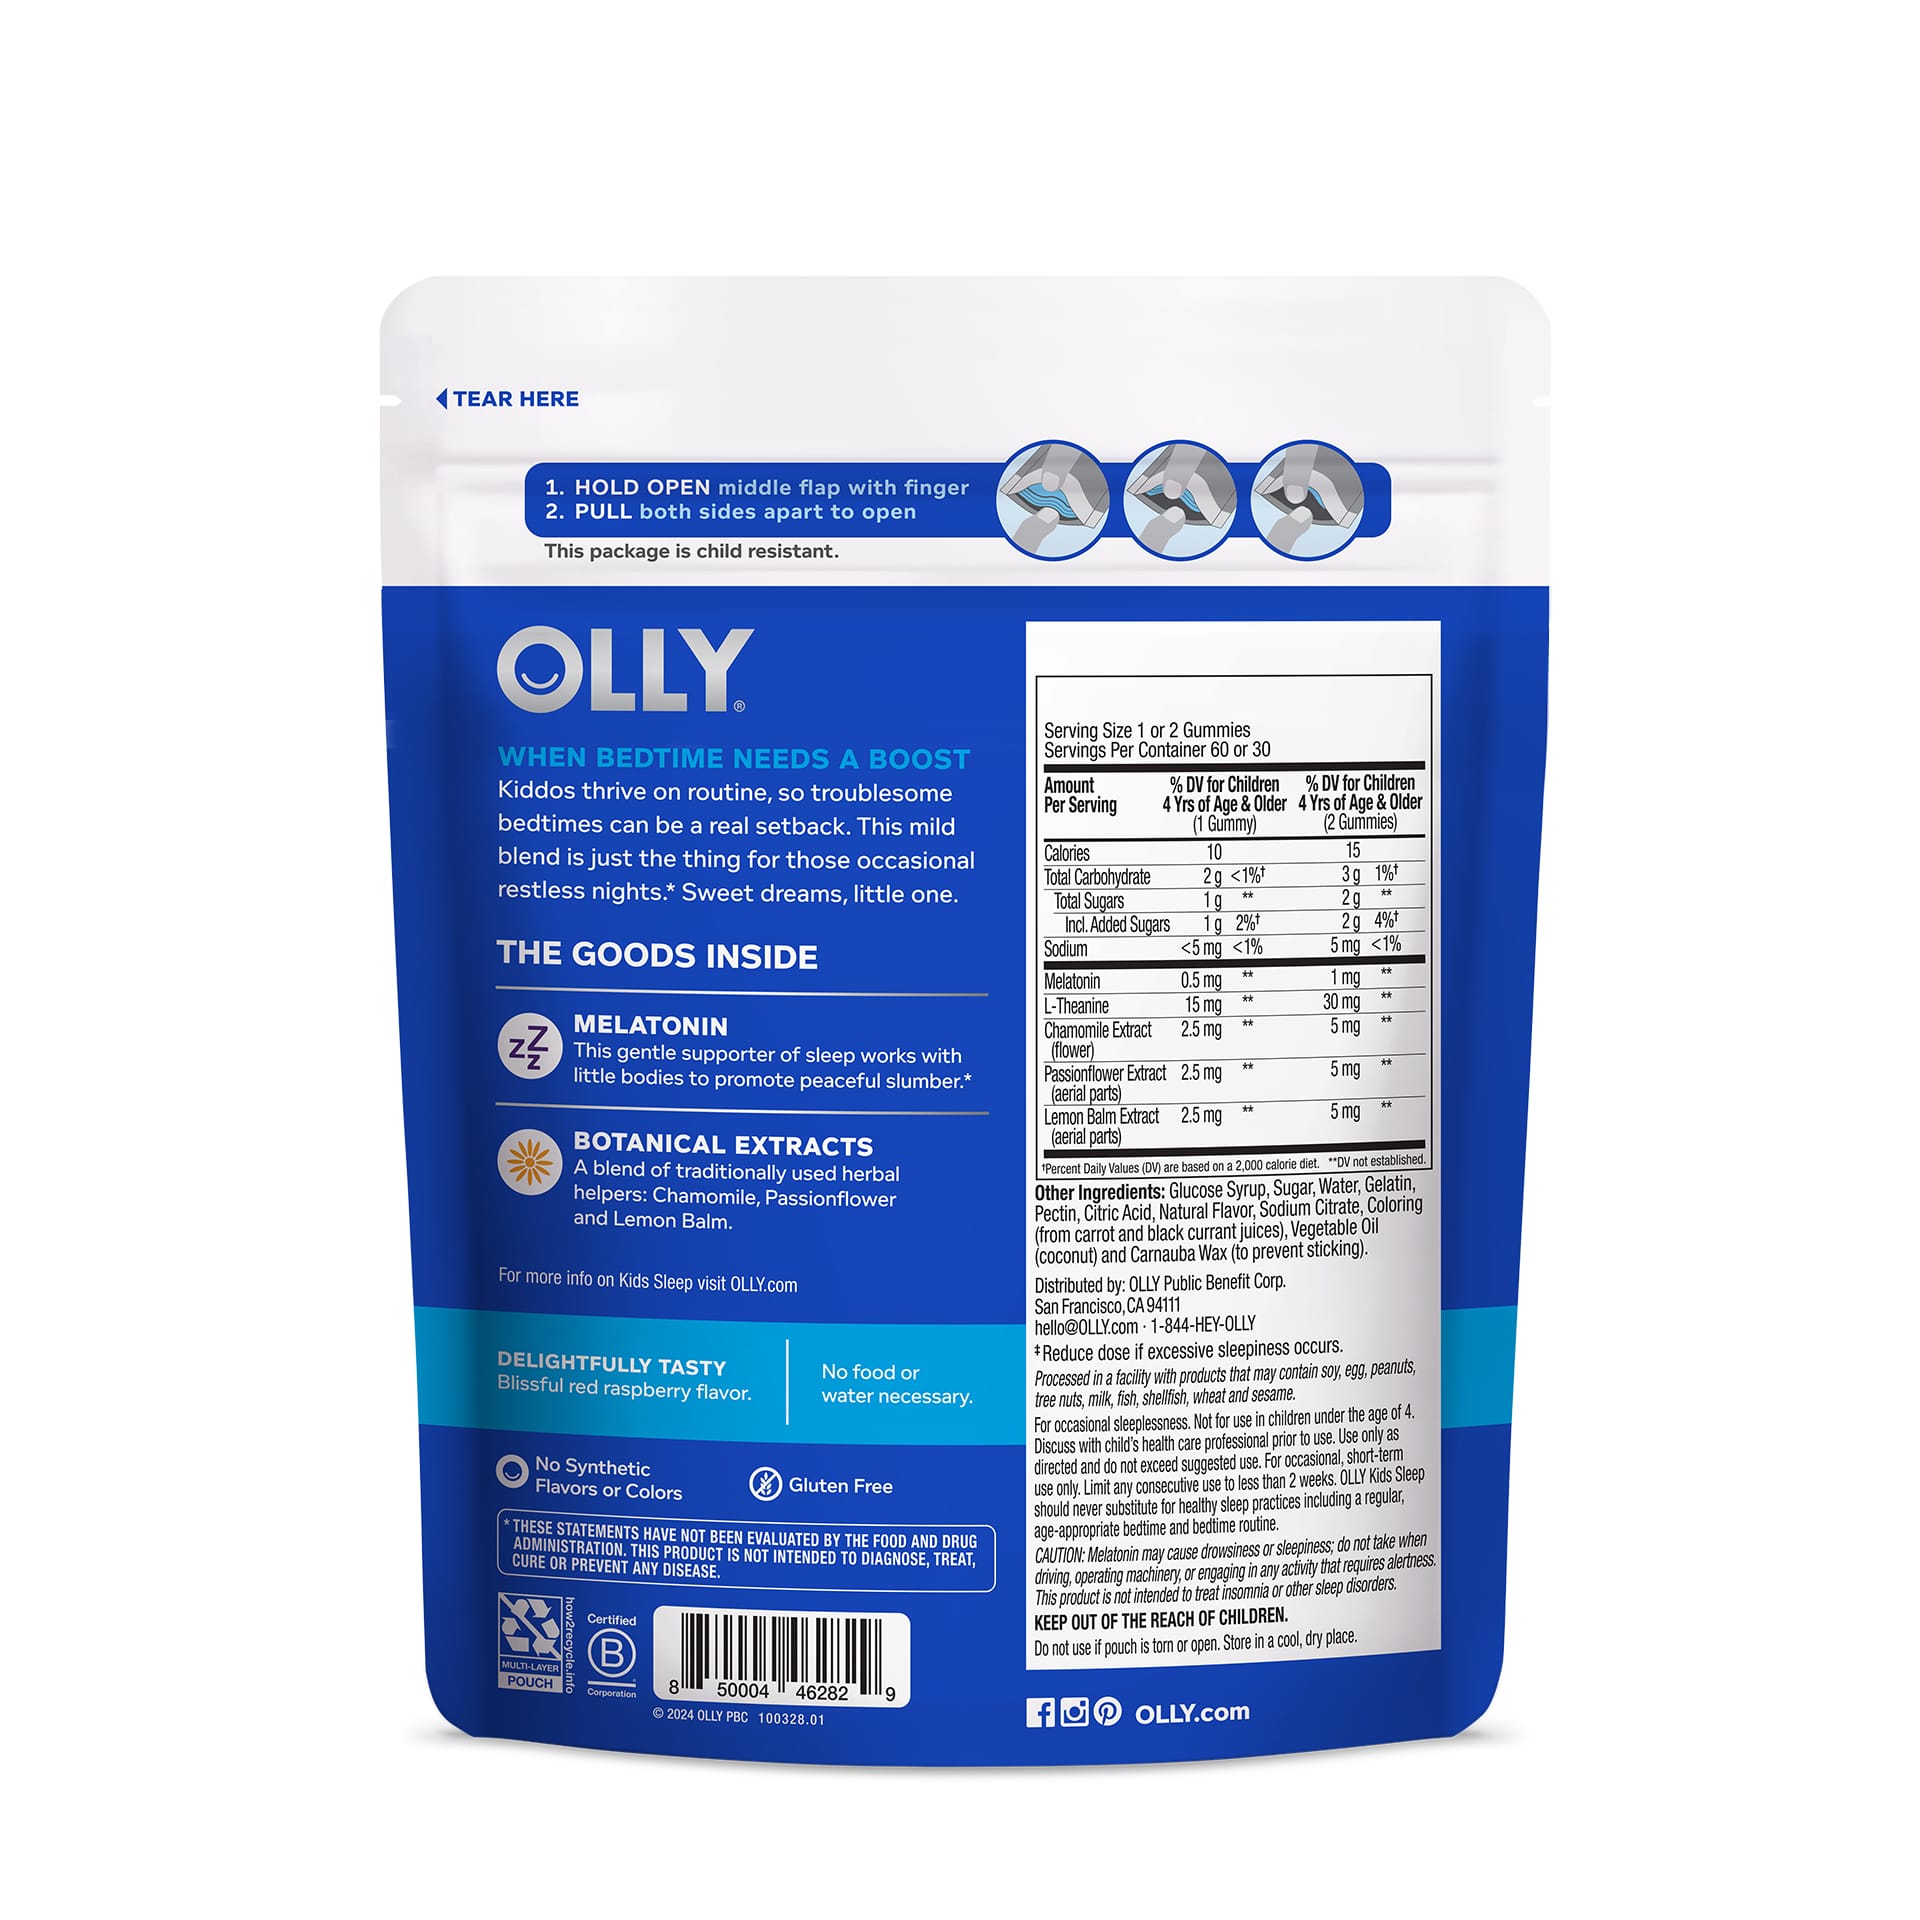 TEAR HERE
1. HOLD OPEN middle flap with finger
2. PULL both sides apart to open
This package is child resistant.
OLLY®
WHEN BEDTIME NEEDS A BOOST
Kiddos thrive on routine, so troublesome
bedtimes can be a real setback. This mild
blend is just the thing for those occasional
restless nights.* Sweet dreams, little one.
THE GOODS INSIDE
zZz
MELATONIN
This gentle supporter of sleep works with
little bodies to promote peaceful slumber.*
BOTANICAL EXTRACTS
A blend of traditionally used herbal
helpers: Chamomile, Passionflower
and Lemon Balm.
For more info on Kids Sleep visit OLLY.com
DELIGHTFULLY TASTY
Blissful red raspberry flavor.
No food or
water necessary.
No Synthetic
Flavors or Colors
Gluten Free
* THESE STATEMENTS HAVE NOT BEEN EVALUATED BY THE FOOD AND DRUG
ADMINISTRATION. THIS PRODUCT IS NOT INTENDED TO DIAGNOSE, TREAT,
CURE OR PREVENT ANY DISEASE.
MULTI-LAYER
POUCH
how2recycle.info
Certified
B
Corporation
8 50004 46282 9
© 2024 OLLY PBC 100328.01
Serving Size 1 or 2 Gummies
Servings Per Container 60 or 30
Amount % DV for Children % DV for Children
Per Serving 4 Yrs of Age & Older 4 Yrs of Age & Older
(1 Gummy) (2 Gummies)
Calories 10 15
Total Carbohydrate 2 g <1%† 3 g 1%†
Total Sugars 1 g ** 2 g **
Incl. Added Sugars 1 g 2%† 2 g 4%†
Sodium <5 mg <1% 5 mg <1%
Melatonin 0.5 mg ** 1 mg **
L-Theanine 15 mg ** 30 mg **
Chamomile Extract 2.5 mg ** 5 mg **
(flower)
Passionflower Extract 2.5 mg ** 5 mg **
(aerial parts)
Lemon Balm Extract 2.5 mg ** 5 mg **
(aerial parts)
†Percent Daily Values (DV) are based on a 2,000 calorie diet. **DV not established.
Other Ingredients: Glucose Syrup, Sugar, Water, Gelatin,
Pectin, Citric Acid, Natural Flavor, Sodium Citrate, Coloring
(from carrot and black currant juices), Vegetable Oil
(coconut) and Carnauba Wax (to prevent sticking).
Distributed by: OLLY Public Benefit Corp.
San Francisco, CA 94111
hello@OLLY.com · 1-844-HEY-OLLY
‡Reduce dose if excessive sleepiness occurs.
Processed in a facility with products that may contain soy, egg, peanuts,
tree nuts, milk, fish, shellfish, wheat and sesame.
For occasional sleeplessness. Not for use in children under the age of 4.
Discuss with child's health care professional prior to use. Use only as
directed and do not exceed suggested use. For occasional, short-term
use only. Limit any consecutive use to less than 2 weeks. OLLY Kids Sleep
should never substitute for healthy sleep practices including a regular,
age-appropriate bedtime and bedtime routine.
CAUTION: Melatonin may cause drowsiness or sleepiness; do not take when
driving, operating machinery, or engaging in any activity that requires alertness.
This product is not intended to treat insomnia or other sleep disorders.
KEEP OUT OF THE REACH OF CHILDREN.
Do not use if pouch is torn or open. Store in a cool, dry place.
OLLY.com